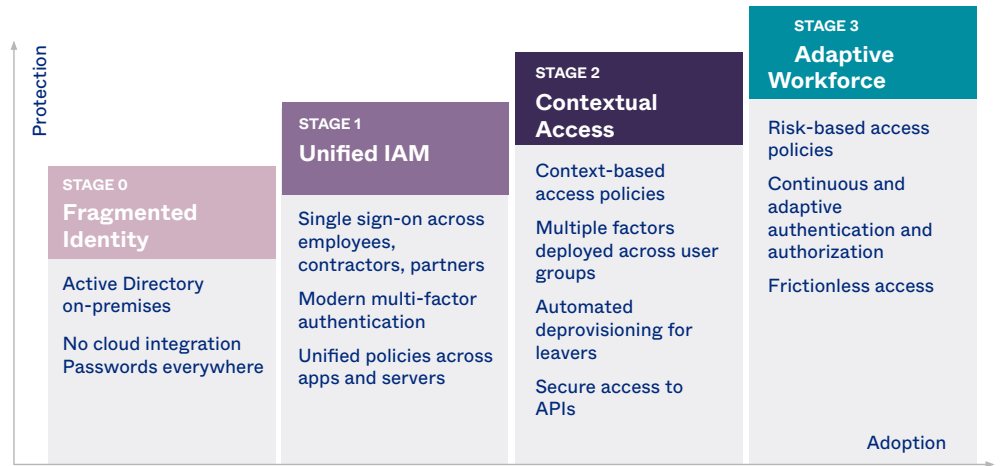 Protection
STAGE 0
Fragmented
Identity
Active Directory
on-premises
No cloud integration
Passwords everywhere
STAGE 1
Unified IAM
Single sign-on across
employees,
contractors, partners
Modern multi-factor
authentication
Unified policies across
apps and servers
STAGE 2
Contextual
Access
Context-based
access policies
Multiple factors
deployed across user
groups
Automated
deprovisioning for
leavers
Secure access to
APIs
STAGE 3
Adaptive
Workforce
Risk-based access
policies
Continuous and
adaptive
authentication and
authorization
Frictionless access
Adoption